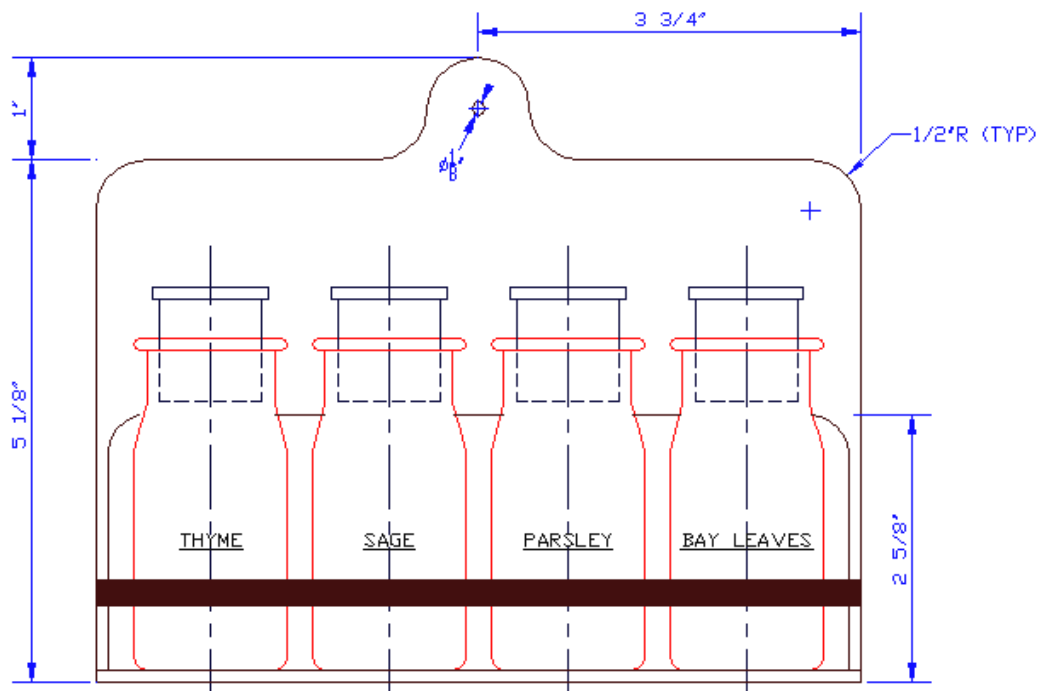 3 3/4"
1"
1/2"R (TYP)
ø1/8"
5 1/8"
THYME
SAGE
PARSLEY
BAY LEAVES
2 5/8"